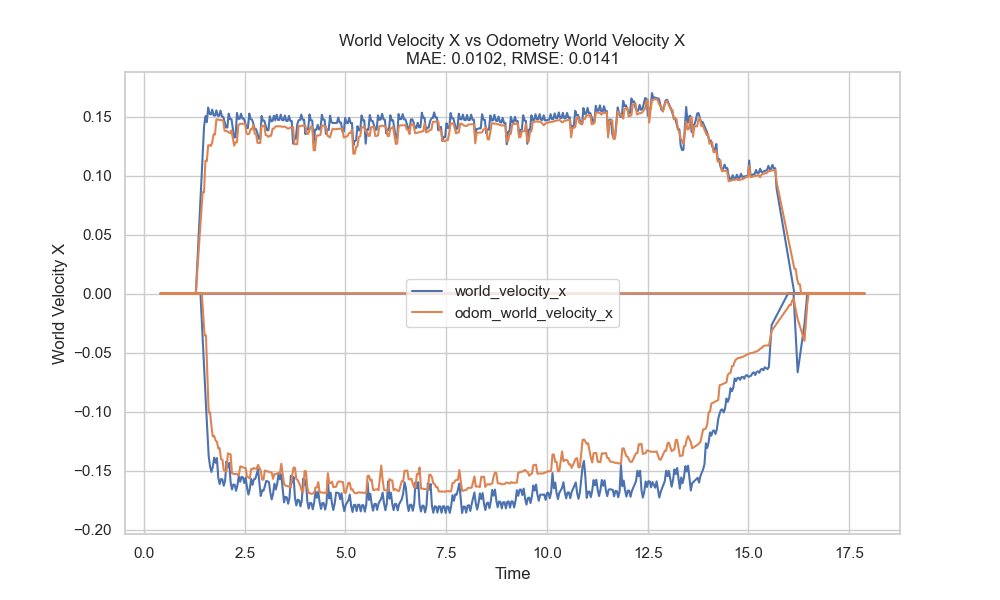 World Velocity X vs Odometry World Velocity X
MAE: 0.0102, RMSE: 0.0141
World Velocity X
0.15
0.10
0.05
0.00
−0.05
−0.10
−0.15
−0.20
world_velocity_x
odom_world_velocity_x
0.0 2.5 5.0 7.5 10.0 12.5 15.0 17.5
Time